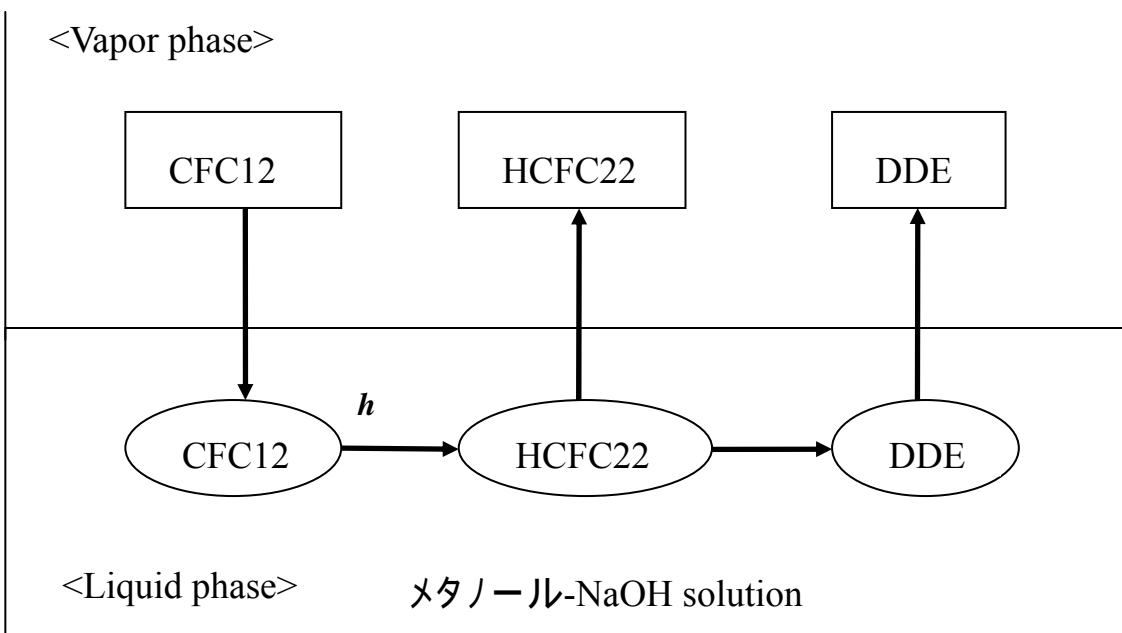 <Vapor phase>
CFC12
HCFC22
DDE
h
CFC12
HCFC22
DDE
<Liquid phase>
メタノール-NaOH solution